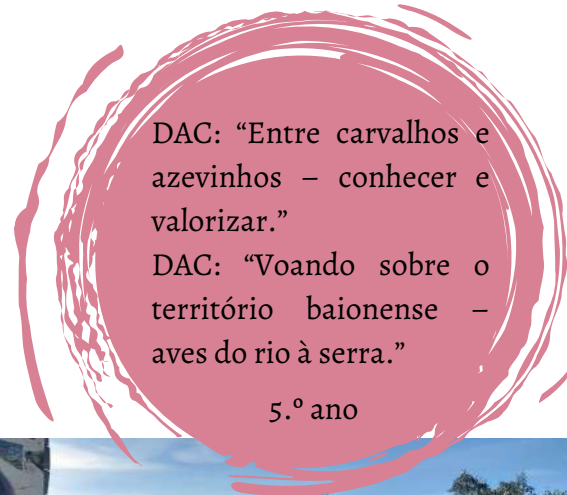 DAC: “Entre carvalhos e
azevinhos – conhecer e
valorizar.”
DAC: “Voando sobre o
território baionense –
aves do rio à serra.”
5.º ano